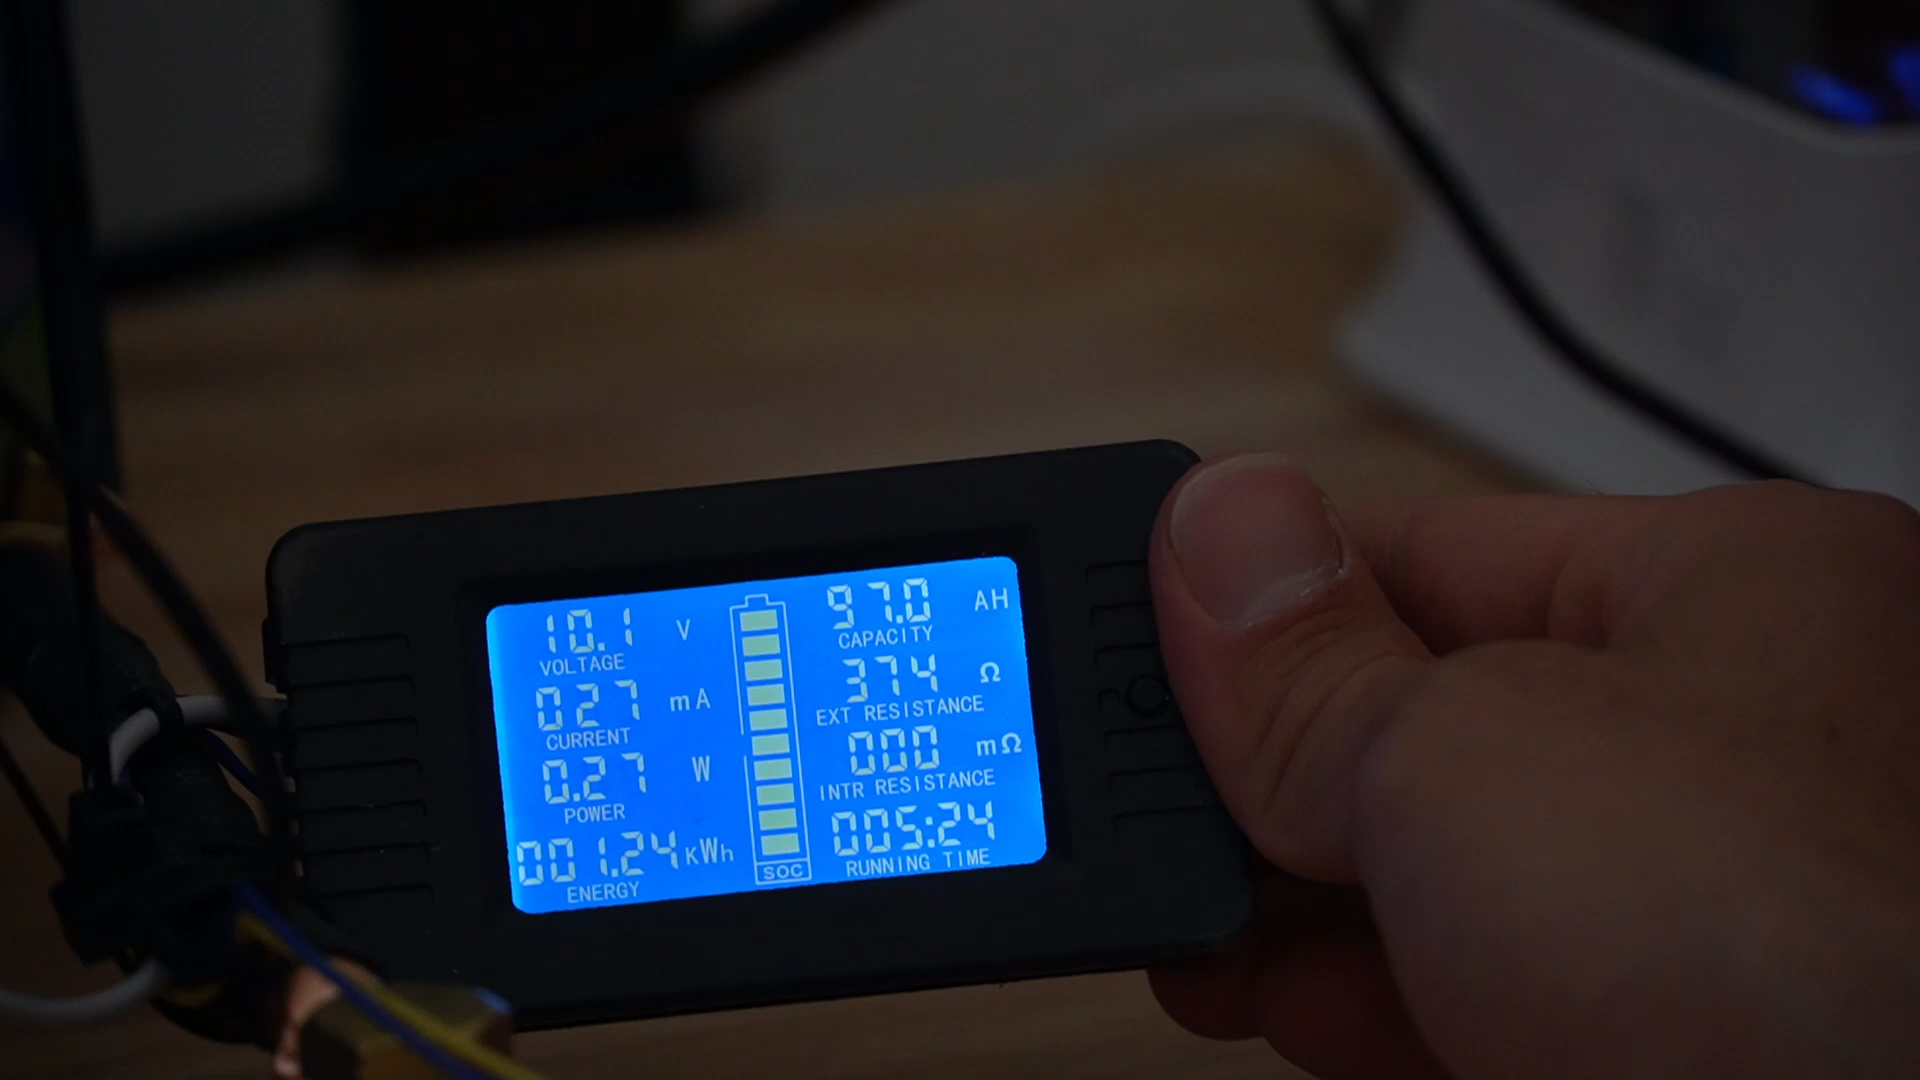 10.1 V
VOLTAGE
027 mA
CURRENT
0.27 W
POWER
001.24 KWh
ENERGY
SOC
97.0 AH
CAPACITY
374 Ω
EXT RESISTANCE
000 mΩ
INTR RESISTANCE
005:24
RUNNING TIME